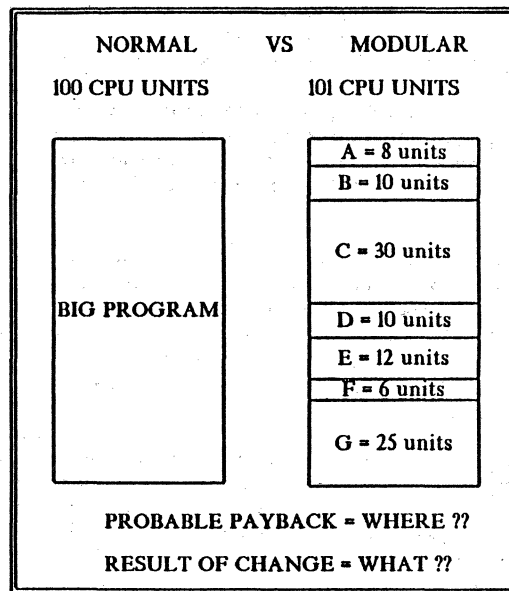 NORMAL VS MODULAR
100 CPU UNITS 101 CPU UNITS
A = 8 units
B = 10 units
C = 30 units
BIG PROGRAM
D = 10 units
E = 12 units
F = 6 units
G = 25 units
PROBABLE PAYBACK = WHERE ??
RESULT OF CHANGE = WHAT ??